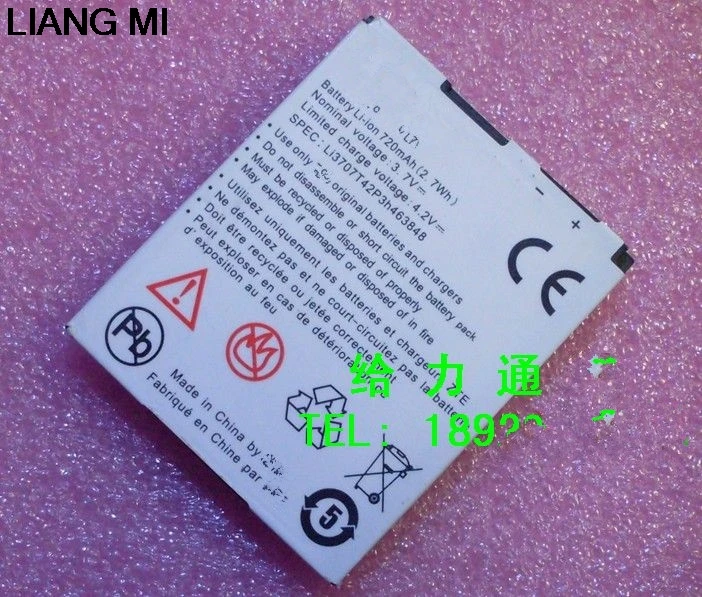 LIANG MI
Battery Li-ion 720mAh(2.7Wh)
Nominal voltage: 3.7V⎓
Limited charge voltage: 4.2V⎓
SPEC: Li3707T42P3h463848
Use only original batteries and chargers
Do not disassemble or short circuit the battery pack
Must be recycled or disposed of properly
May explode if damaged or disposed of in fire
Utilisez uniquement les batteries et chargeurs ZTE
Ne démontez pas et ne court-circuitez pas la batterie
Doit être recyclée ou jetée correctement
Peut exploser en cas de détérioration ou
d'exposition au feu
- +
CE
Pb
Made in China by
Fabriqué en Chine par
5
给力通
TEL: 1892